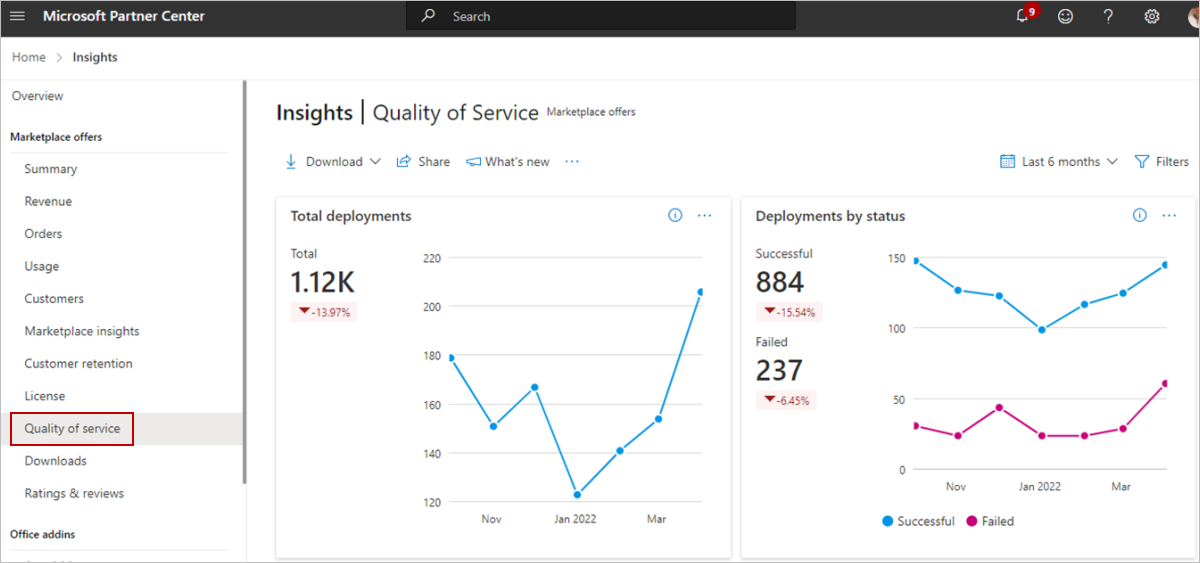 Microsoft Partner Center
Search
9
Home > Insights
Overview
Marketplace offers
Summary
Revenue
Orders
Usage
Customers
Marketplace insights
Customer retention
License
Quality of service
Downloads
Ratings & reviews
Office addins
Insights | Quality of Service Marketplace offers
Download Share What's new ... Last 6 months Filters
Total deployments
Total
1.12K
-13.97%
220
200
180
160
140
120
Nov Jan 2022 Mar
Deployments by status
Successful
884
-15.54%
Failed
237
-6.45%
150
100
50
0
Nov Jan 2022 Mar
Successful Failed